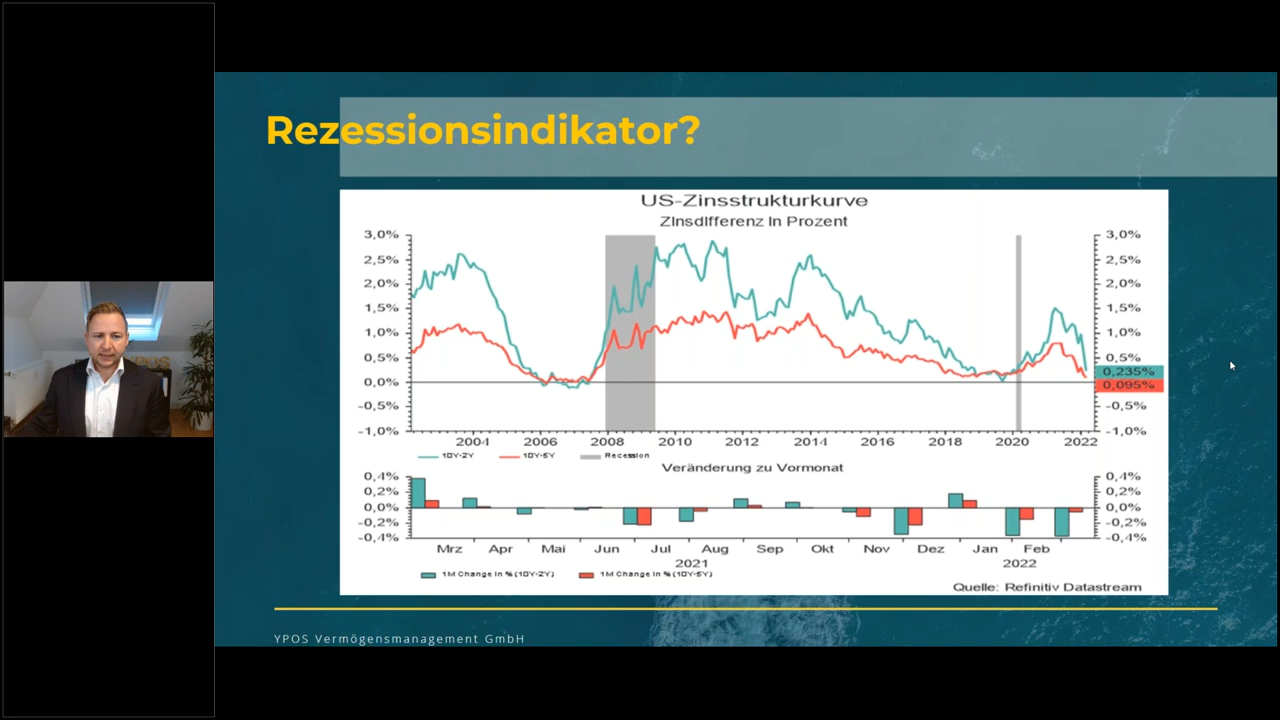 Rezessionsindikator?
US-Zinsstrukturkurve
Zinsdifferenz in Prozent
3,0% 3,0%
2,5% 2,5%
2,0% 2,0%
1,5% 1,5%
1,0% 1,0%
0,5% 0,5%
0,235%
0,0% 0,095%
-0,5% -0,5%
-1,0% -1,0%
2004 2006 2008 2010 2012 2014 2016 2018 2020 2022
10Y-2Y 10Y-5Y Recession
Veränderung zu Vormonat
0,4% 0,4%
0,2% 0,2%
0,0% 0,0%
-0,2% -0,2%
-0,4% -0,4%
Mrz Apr Mai Jun Jul Aug Sep Okt Nov Dez Jan Feb
2021 2022
1M Change in % (10Y-2Y) 1M Change in % (10Y-5Y)
Quelle: Refinitiv Datastream
YPOS Vermögensmanagement GmbH